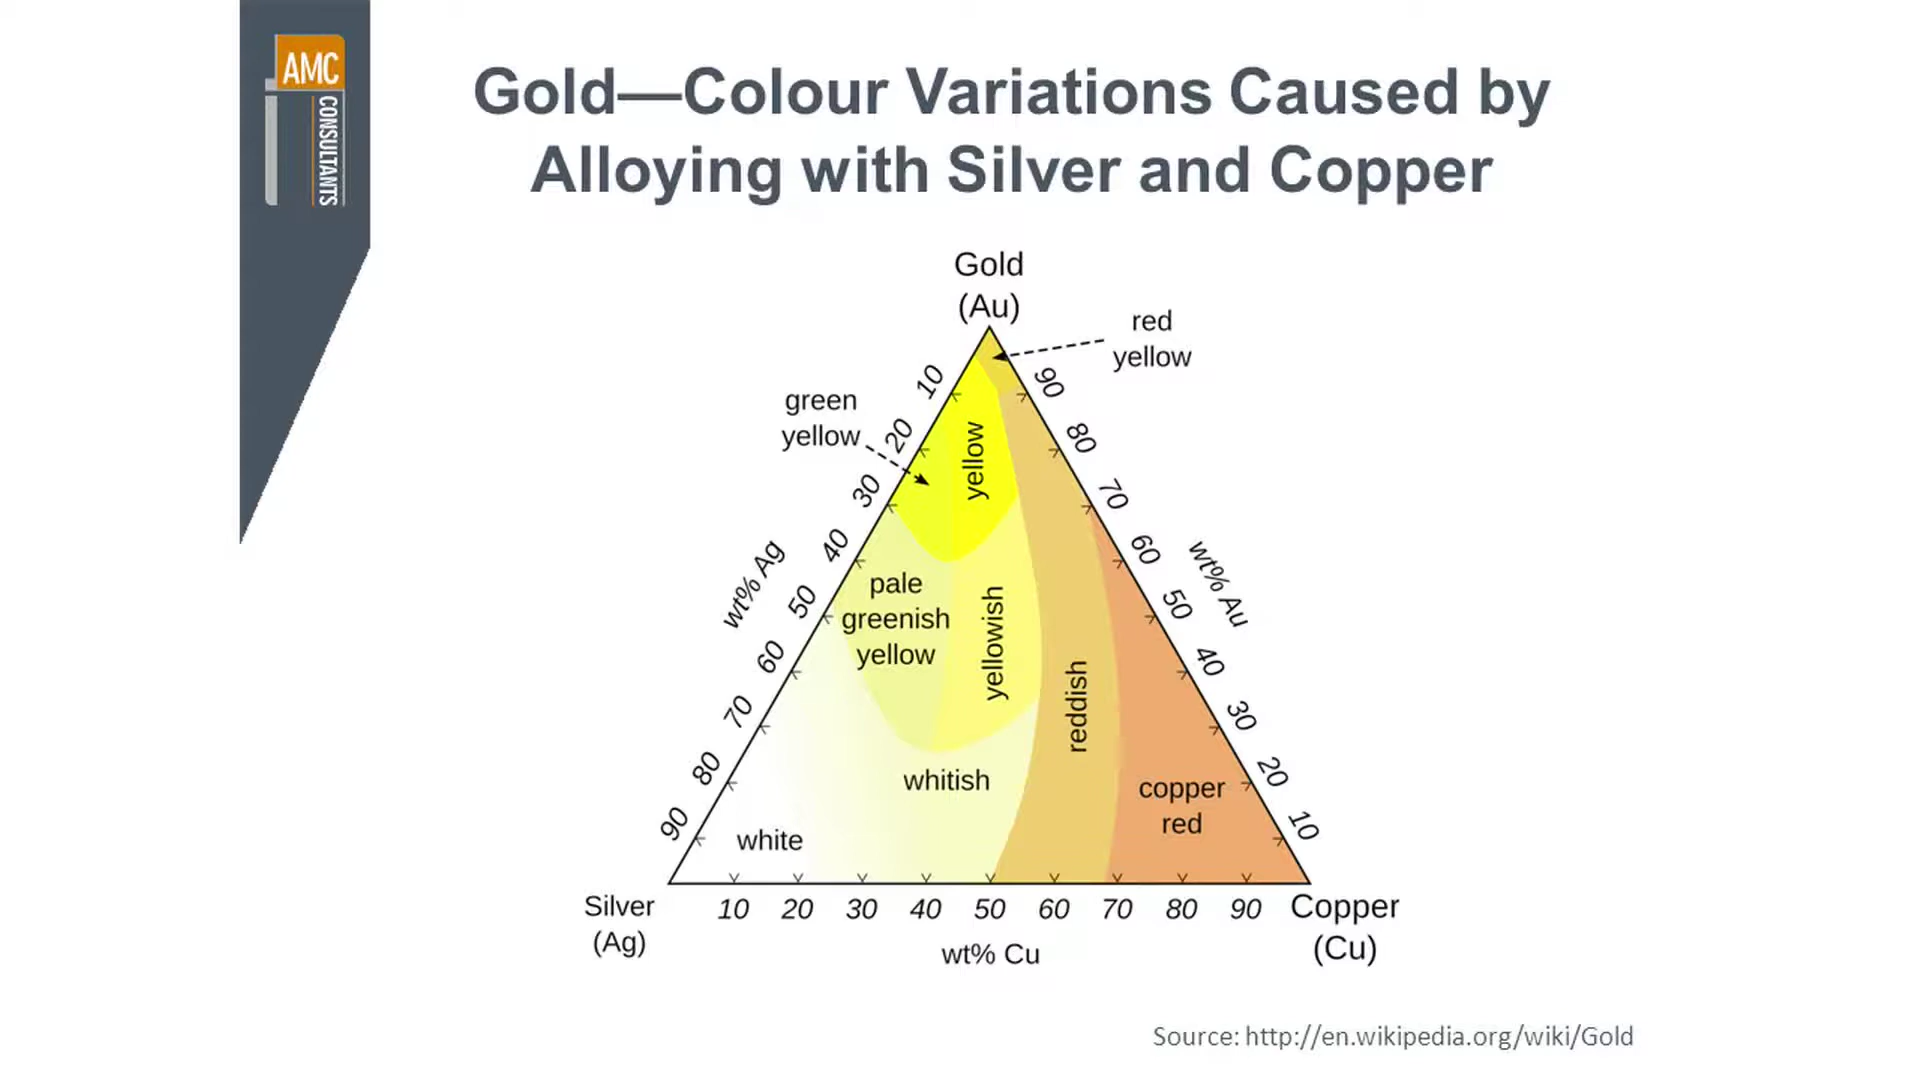 AMC
CONSULTANTS
Gold—Colour Variations Caused by
Alloying with Silver and Copper
Gold
(Au)
red
yellow
green
yellow
10
20
30
40
50
60
70
80
90
wt% Ag
90
80
70
60
50
40
30
20
10
wt% Au
yellow
pale
greenish
yellow
yellowish
reddish
whitish
copper
red
white
Silver
(Ag)
10 20 30 40 50 60 70 80 90
Copper
(Cu)
wt% Cu
Source: http://en.wikipedia.org/wiki/Gold